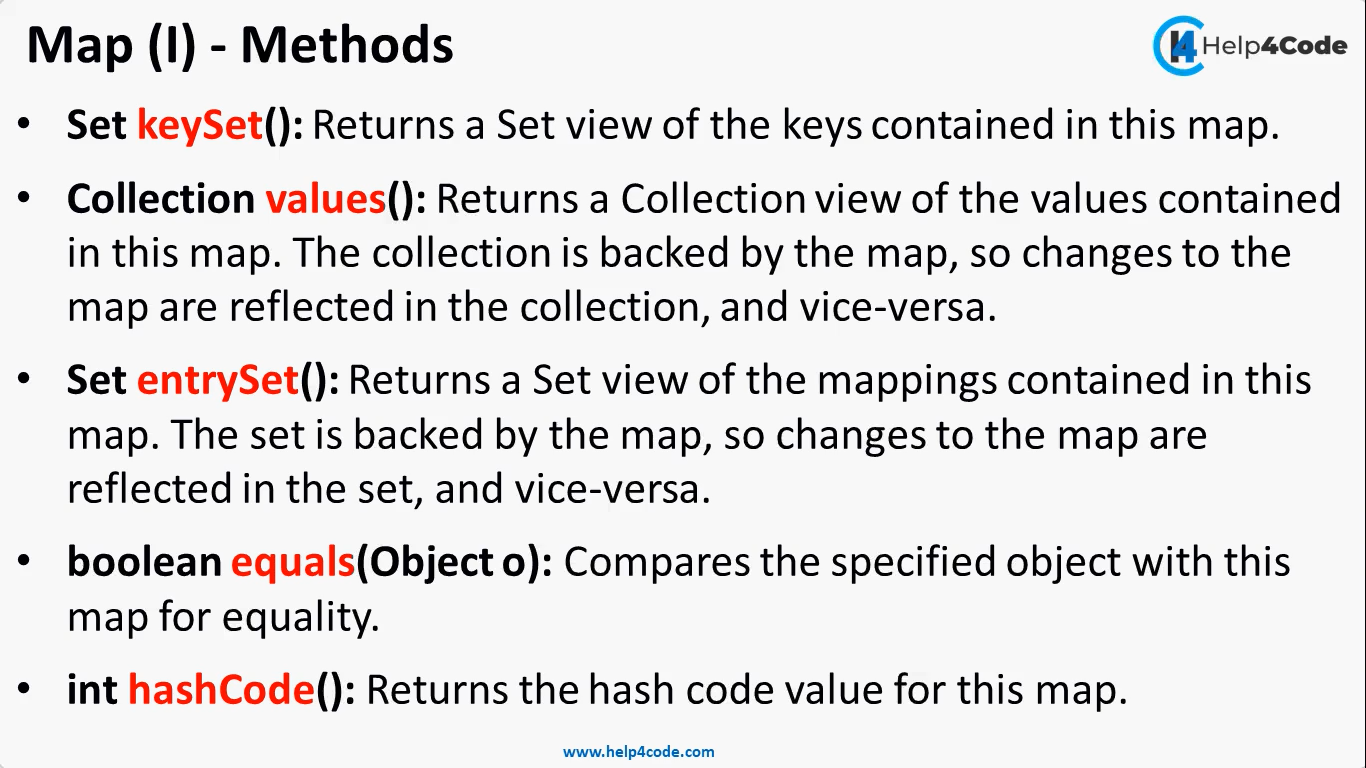 Map (I) - Methods
Help4Code
• Set keySet(): Returns a Set view of the keys contained in this map.
• Collection values(): Returns a Collection view of the values contained
in this map. The collection is backed by the map, so changes to the
map are reflected in the collection, and vice-versa.
• Set entrySet(): Returns a Set view of the mappings contained in this
map. The set is backed by the map, so changes to the map are
reflected in the set, and vice-versa.
• boolean equals(Object o): Compares the specified object with this
map for equality.
• int hashCode(): Returns the hash code value for this map.
www.help4code.com